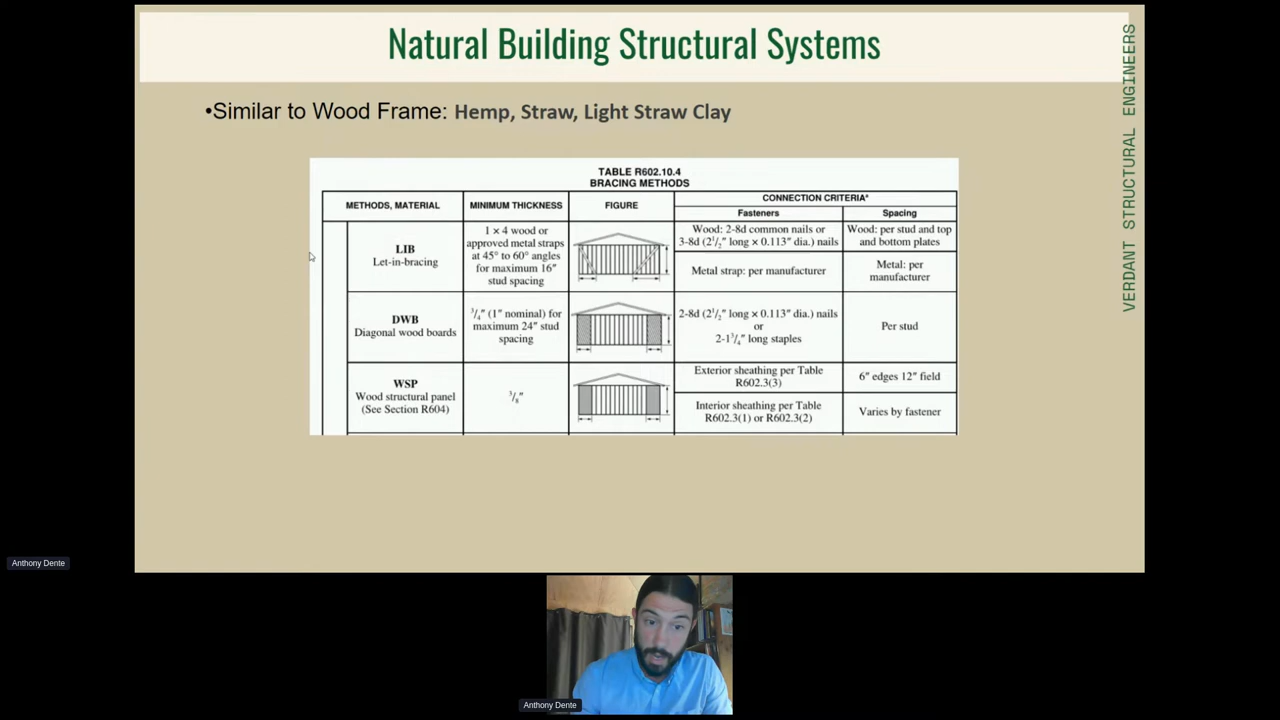 Natural Building Structural Systems
VERDANT STRUCTURAL ENGINEERS
•Similar to Wood Frame: Hemp, Straw, Light Straw Clay
TABLE R602.10.4
BRACING METHODS
METHODS, MATERIAL
MINIMUM THICKNESS
FIGURE
CONNECTION CRITERIAª
Fasteners
Spacing
LIB
Let-in-bracing
1 × 4 wood or
approved metal straps
at 45° to 60° angles
for maximum 16″
stud spacing
Wood: 2-8d common nails or
3-8d (2¹/₂″ long × 0.113″ dia.) nails
Wood: per stud and top
and bottom plates
Metal strap: per manufacturer
Metal: per
manufacturer
DWB
Diagonal wood boards
³/₄″ (1″ nominal) for
maximum 24″ stud
spacing
2-8d (2¹/₂″ long × 0.113″ dia.) nails
or
2-1³/₄″ long staples
Per stud
WSP
Wood structural panel
(See Section R604)
³/₈″
Exterior sheathing per Table
R602.3(3)
6″ edges 12″ field
Interior sheathing per Table
R602.3(1) or R602.3(2)
Varies by fastener
Anthony Dente
Anthony Dente